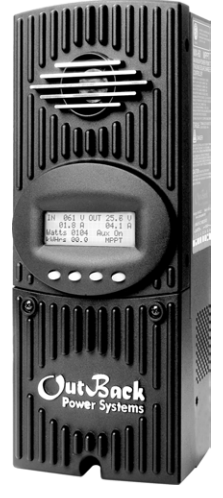 IN 061 V OUT 25.6 V
01.8 A 04.1 A
Watts 0104 Aux On
kWHrs 00.0 MPPT
OutBack
Power Systems